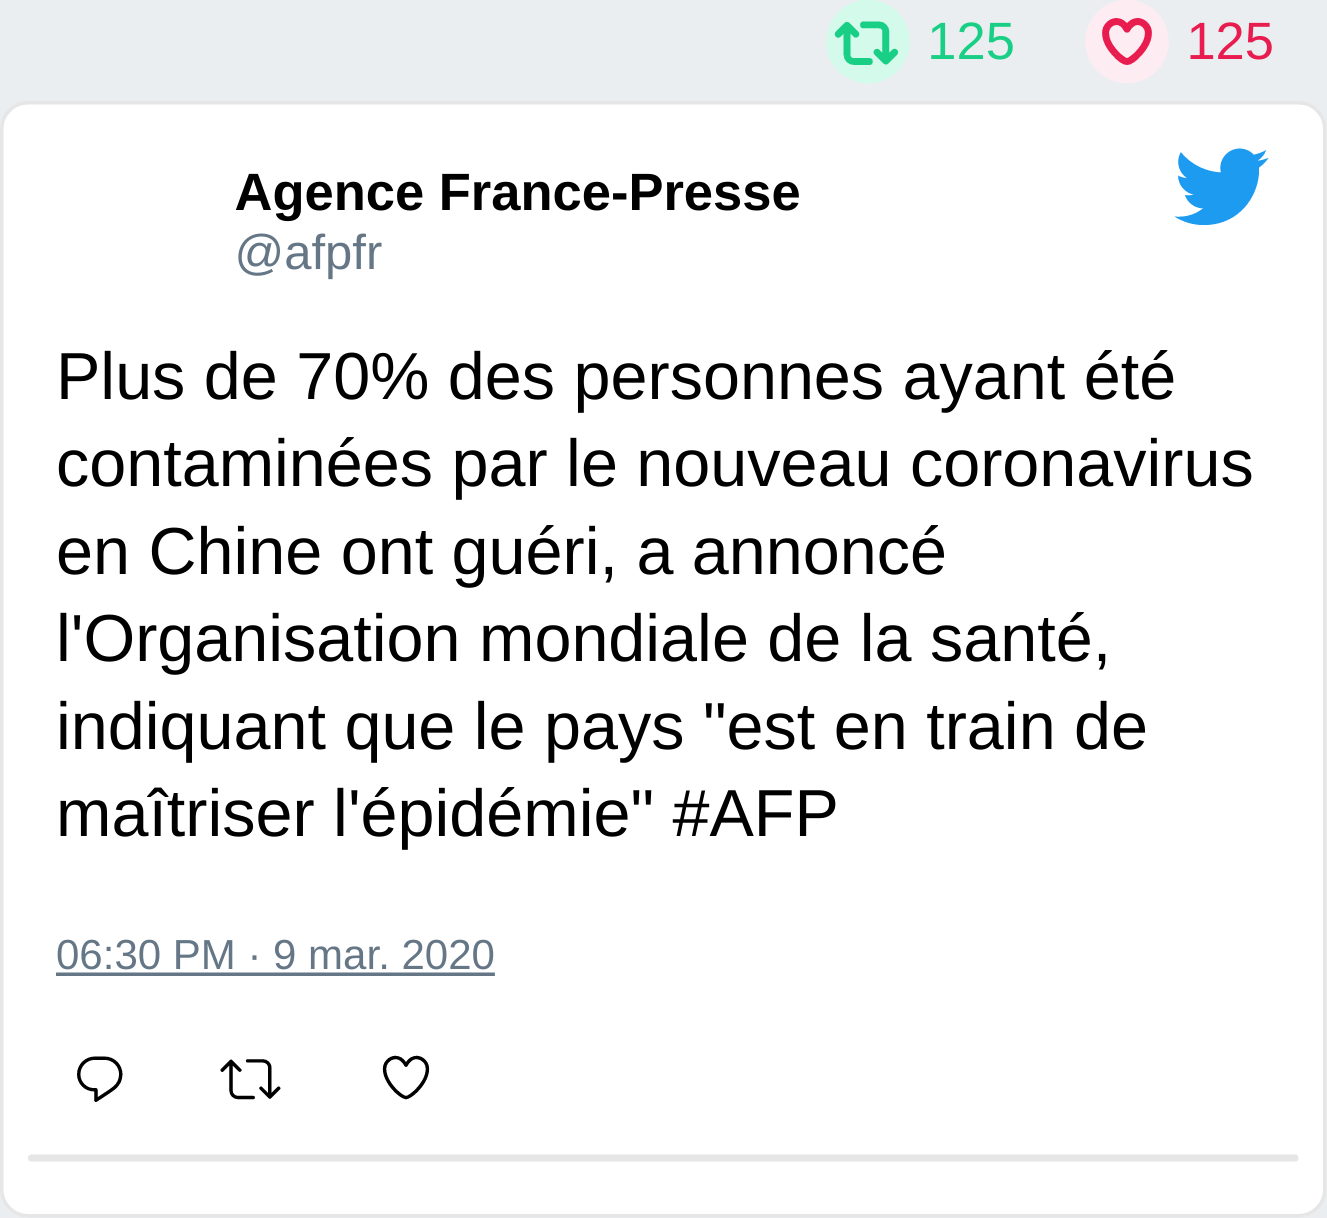 125 125
Agence France-Presse
@afpfr
Plus de 70% des personnes ayant été
contaminées par le nouveau coronavirus
en Chine ont guéri, a annoncé
l'Organisation mondiale de la santé,
indiquant que le pays "est en train de
maîtriser l'épidémie" #AFP
06:30 PM · 9 mar. 2020